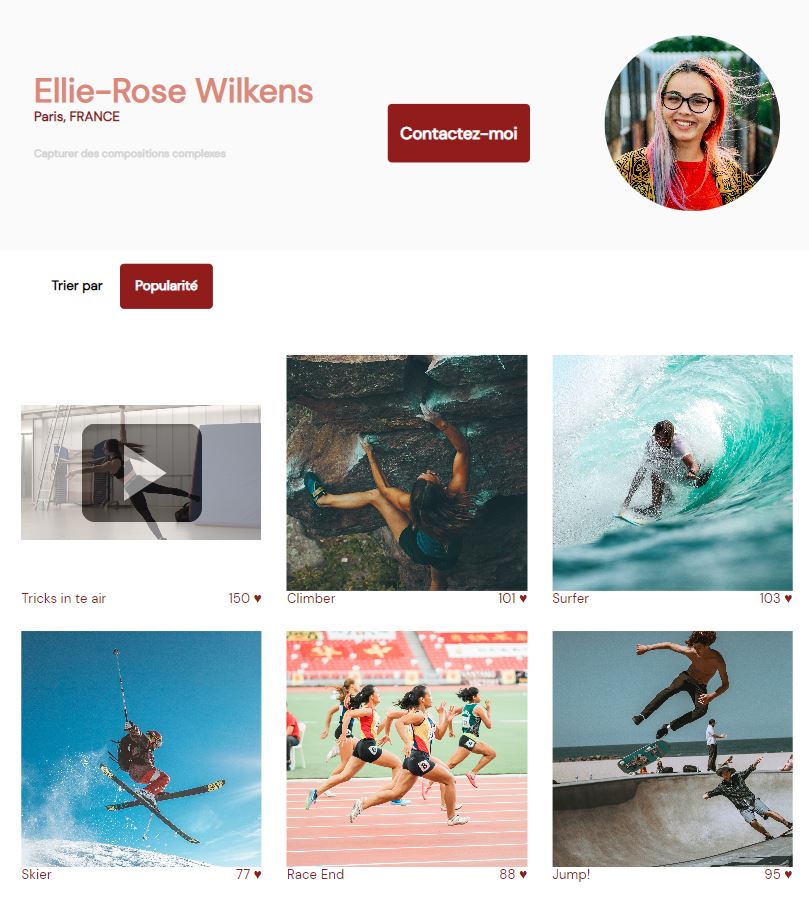 Ellie-Rose Wilkens
Paris, FRANCE
Contactez-moi
Capturer des compositions complexes
Trier par
Popularité
Tricks in te air 150 ♥
Climber 101 ♥
Surfer 103 ♥
Skier 77 ♥
Race End 88 ♥
Jump! 95 ♥